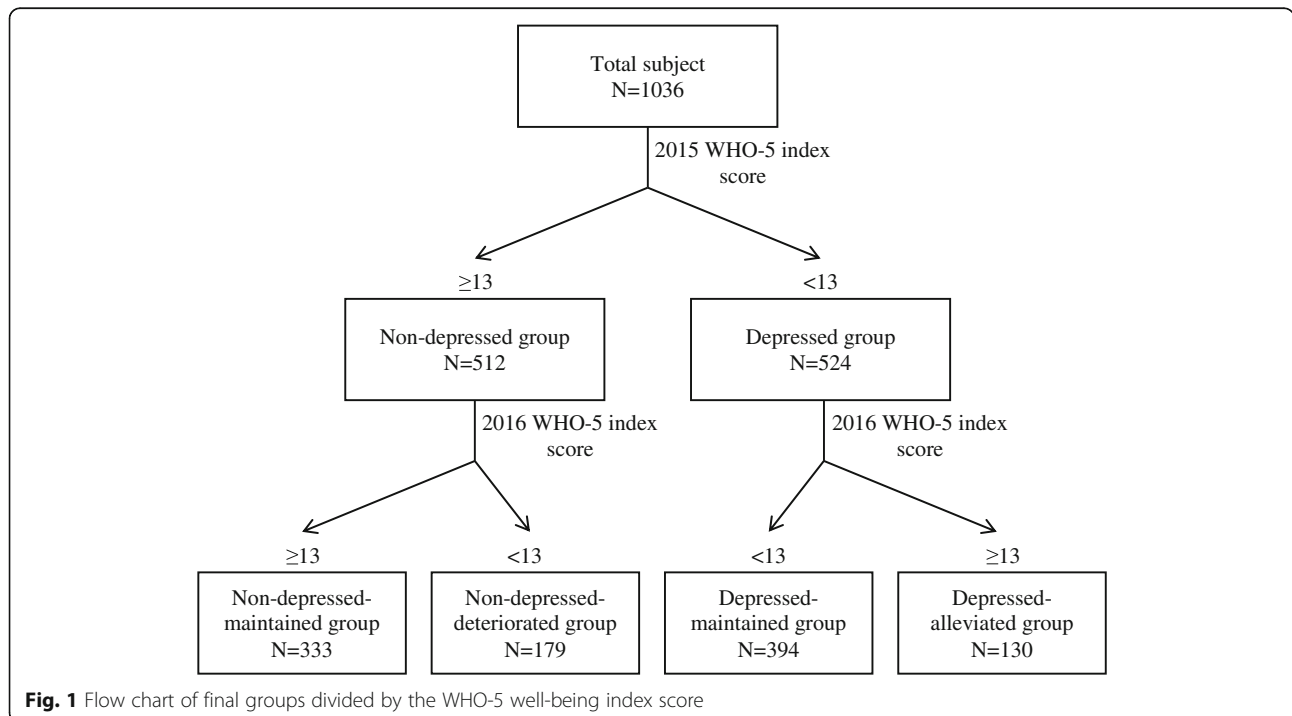 Total subject
N=1036
2015 WHO-5 index
score
≥13
<13
Non-depressed group
N=512
Depressed group
N=524
2016 WHO-5 index
score
2016 WHO-5 index
score
≥13
<13
<13
≥13
Non-depressed-
maintained group
N=333
Non-depressed-
deteriorated group
N=179
Depressed-
maintained group
N=394
Depressed-
alleviated group
N=130
Fig. 1 Flow chart of final groups divided by the WHO-5 well-being index score